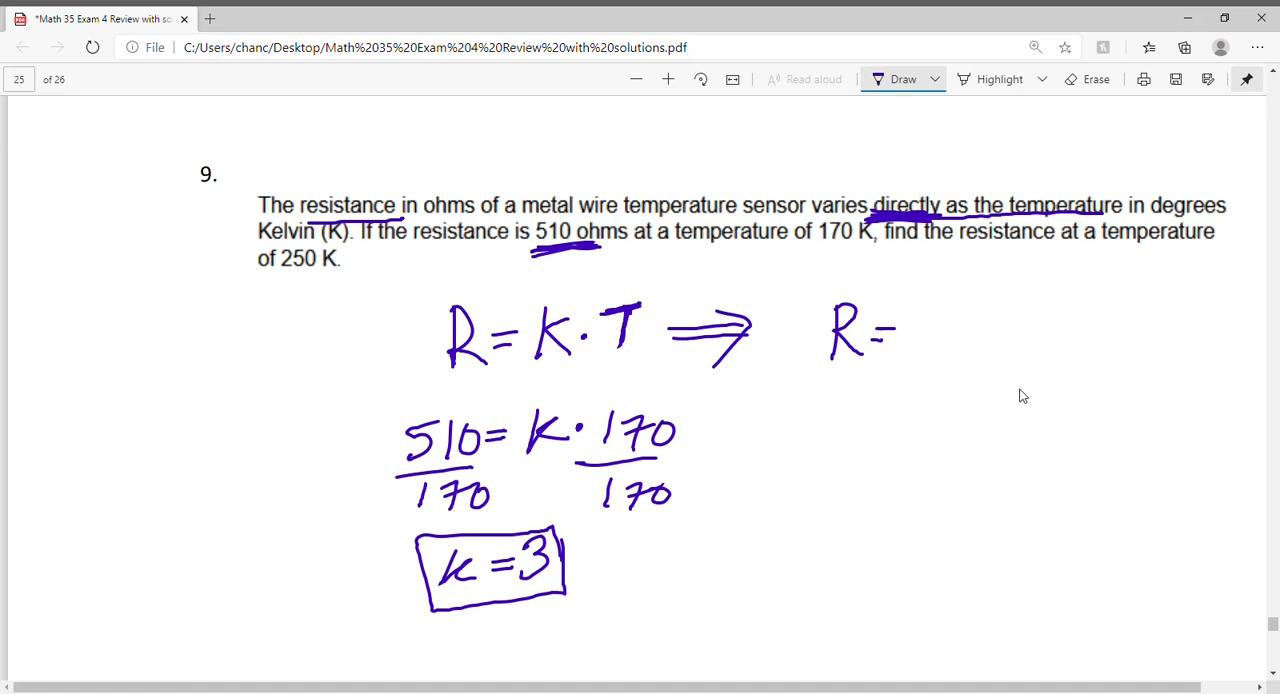 *Math 35 Exam 4 Review with so
File C:/Users/chanc/Desktop/Math%2035%20Exam%204%20Review%20with%20solutions.pdf
25 of 26 Read aloud Draw Highlight Erase
9.
The resistance in ohms of a metal wire temperature sensor varies directly as the temperature in degrees
Kelvin (K). If the resistance is 510 ohms at a temperature of 170 K, find the resistance at a temperature
of 250 K.
R = K · T ⟹ R =
510 = K · 170
170 170
K = 3